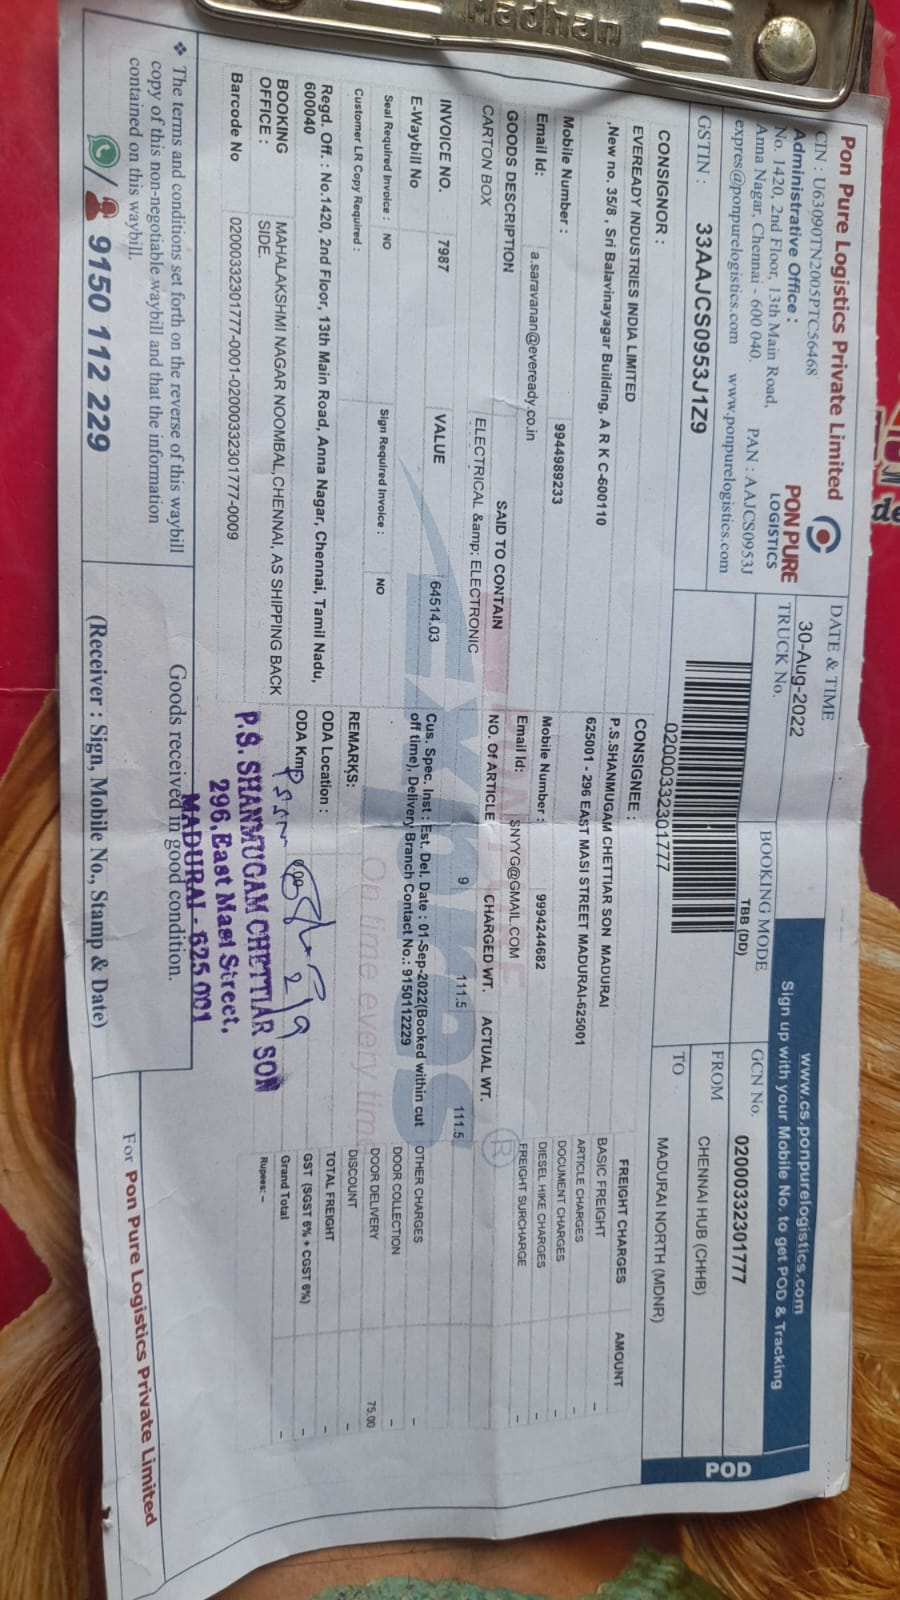 Madhan
Pon Pure Logistics Private Limited
CIN : U63090TN2005PTC56468
Administrative Office :
No. 1420, 2nd Floor, 13th Main Road,
Anna Nagar, Chennai - 600 040. PAN : AAJCS0953J
expres@ponpurelogistics.com www.ponpurelogistics.com
PON PURE
LOGISTICS
GSTIN : 33AAJCS0953J1Z9
DATE & TIME
30-Aug-2022
TRUCK No.
BOOKING MODE
TBB (DD)
02000332301777
www.cs.ponpurelogistics.com
Sign up with your Mobile No. to get POD & Tracking
GCN No. 02000332301777
FROM CHENNAI HUB (CHHB)
TO MADURAI NORTH (MDNR)
POD
CONSIGNOR :
EVEREADY INDUSTRIES INDIA LIMITED
,New no. 35/8 , Sri Balavinayagar Building, A R K C-600110
Mobile Number : 9944989233
Email Id: a.saravanan@eveready.co.in
CONSIGNEE :
P.S.SHANMUGAM CHETTIAR SON MADURAI
625001 - 296 EAST MASI STREET MADURAI-625001
Mobile Number : 9994244682
Email Id: SNYYG@GMAIL.COM
GOODS DESCRIPTION SAID TO CONTAIN NO. Of ARTICLE CHARGED WT. ACTUAL WT.
CARTON BOX ELECTRICAL &amp; ELECTRONIC 9 111.5 111.5
INVOICE NO. 7987 VALUE 64514.03
E-Waybill No
Cus. Spec. Inst : Est. Del. Date : 01-Sep-2022(Booked within cut
off time), Delivery Branch Contact No.: 9150112229
Seal Required Invoice : NO Sign Required Invoice : NO
Customer LR Copy Required :
REMARKS:
Regd. Off. : No.1420, 2nd Floor, 13th Main Road, Anna Nagar, Chennai, Tamil Nadu,
600040
ODA Location :
ODA Kms
BOOKING OFFICE : MAHALAKSHMI NAGAR NOOMBAL,CHENNAI, AS SHIPPING BACK
SIDE.
Barcode No 02000332301777-0001-02000332301777-0009
FREIGHT CHARGES AMOUNT
BASIC FREIGHT -
ARTICLE CHARGES -
DOCUMENT CHARGES -
DIESEL HIKE CHARGES -
FREIGHT SURCHARGE -
OTHER CHARGES -
DOOR COLLECTION -
DOOR DELIVERY 75.00
DISCOUNT -
TOTAL FREIGHT -
GST (SGST 6% + CGST 6%) -
Grand Total -
Rupees: -
Expres
On time every time
®
2/9
P.S. SHANMUGAM CHETTIAR SON
296, East Masi Street,
MADURAI - 625 001
❖ The terms and conditions set forth on the reverse of this waybill
copy of this non-negotiable waybill and that the information
contained on this waybill.
Goods received in good condition.
/ 9150 112 229
(Receiver : Sign, Mobile No., Stamp & Date)
For Pon Pure Logistics Private Limited